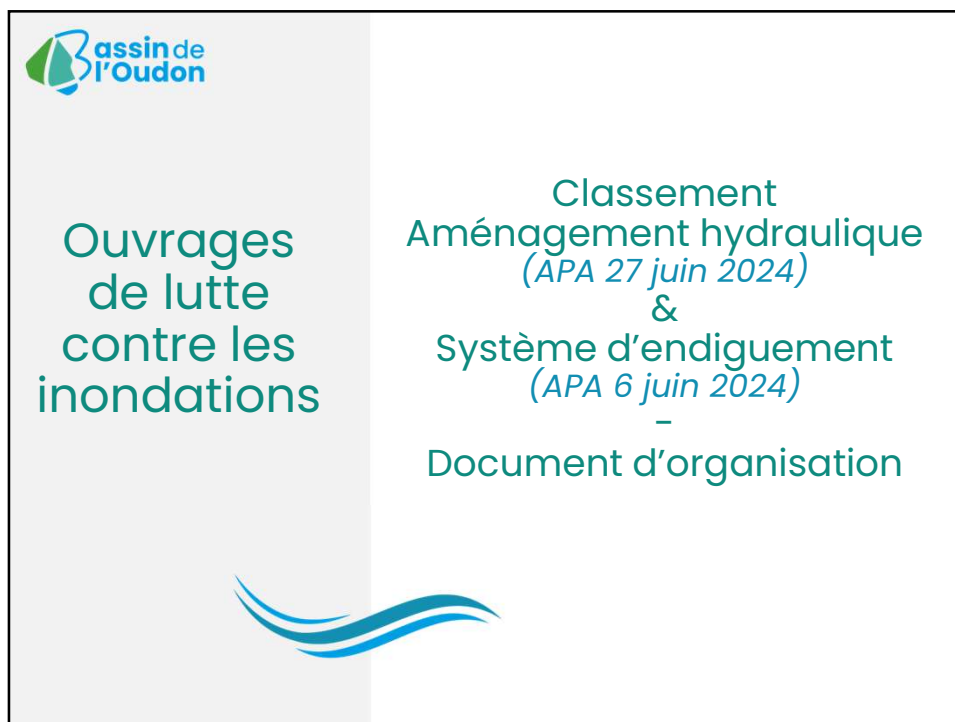 Bassin de
l'Oudon
Ouvrages
de lutte
contre les
inondations
Classement
Aménagement hydraulique
(APA 27 juin 2024)
&
Système d'endiguement
(APA 6 juin 2024)
-
Document d'organisation